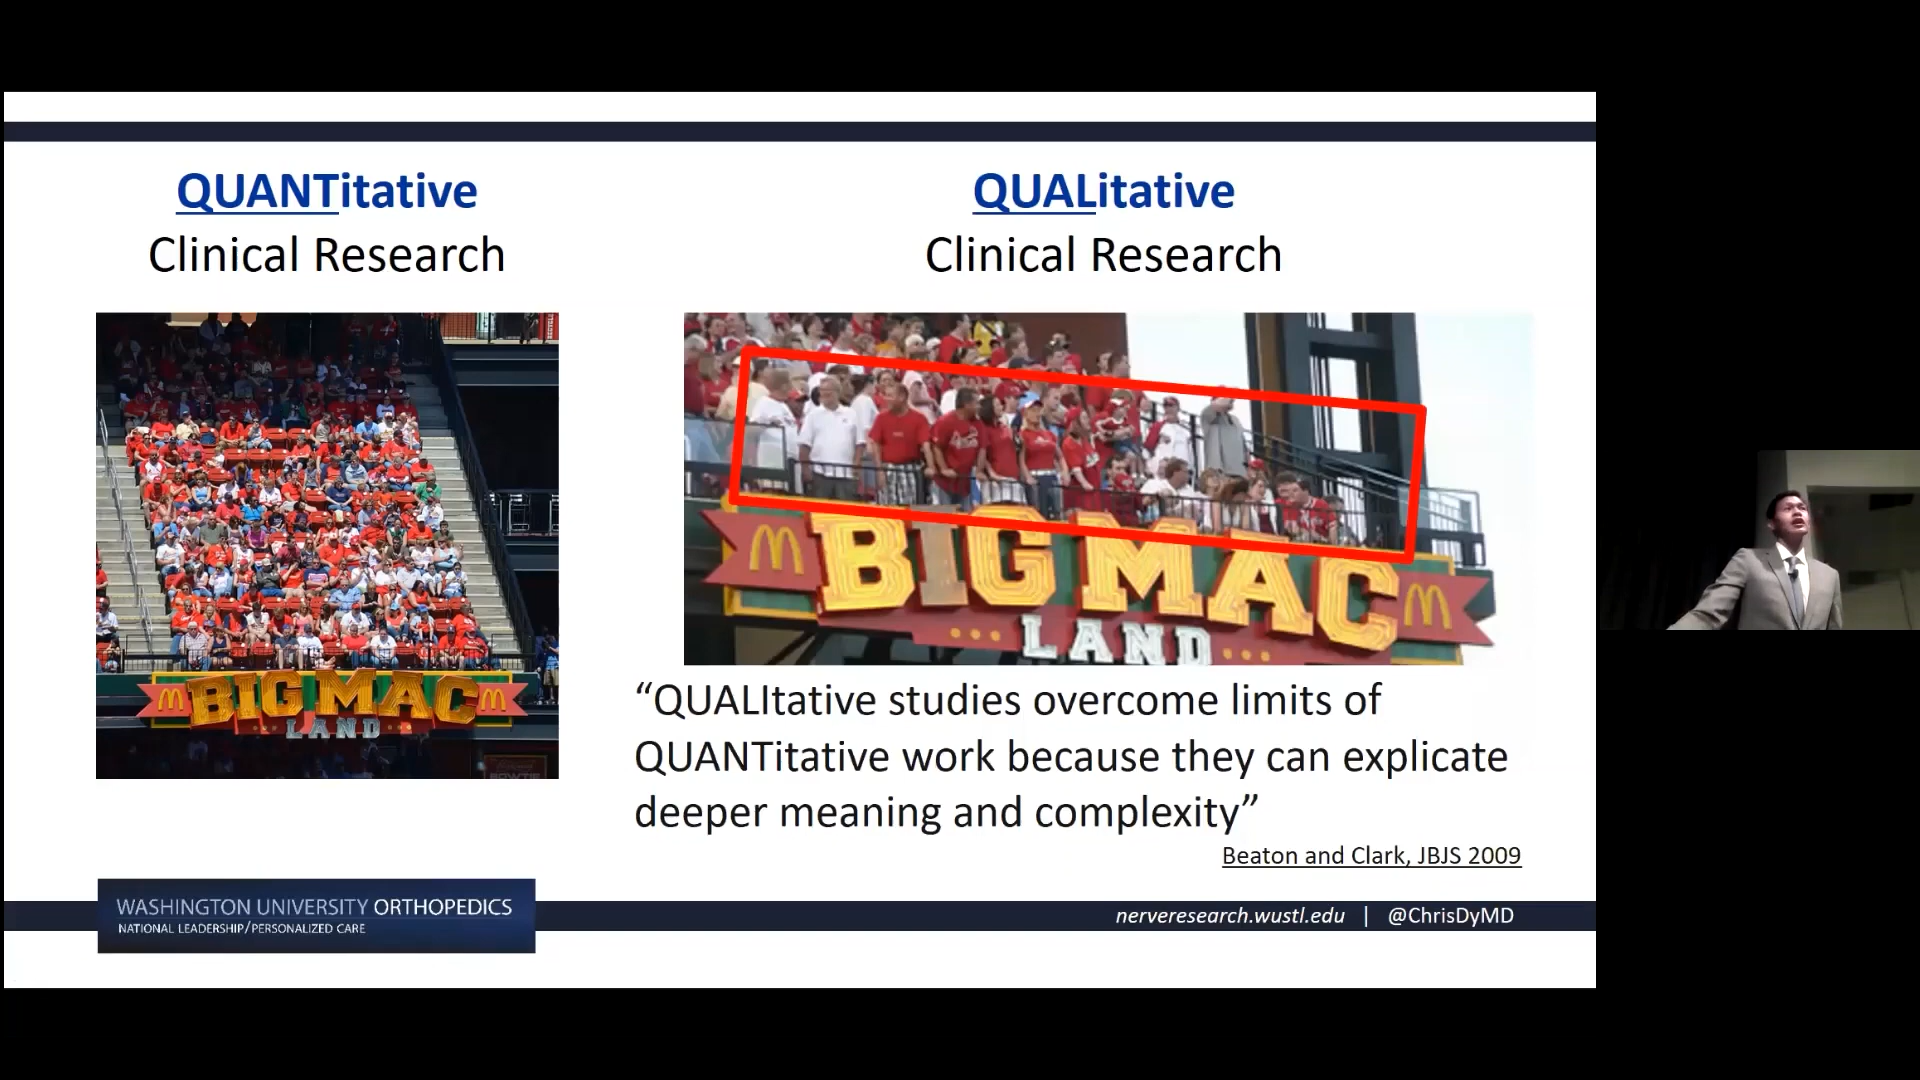 QUANTitative
Clinical Research
QUALitative
Clinical Research
BIG MAC
LAND
BIG MAC
LAND
“QUALItative studies overcome limits of
QUANTitative work because they can explicate
deeper meaning and complexity”
Beaton and Clark, JBJS 2009
WASHINGTON UNIVERSITY ORTHOPEDICS
NATIONAL LEADERSHIP/PERSONALIZED CARE
nerveresearch.wustl.edu | @ChrisDyMD